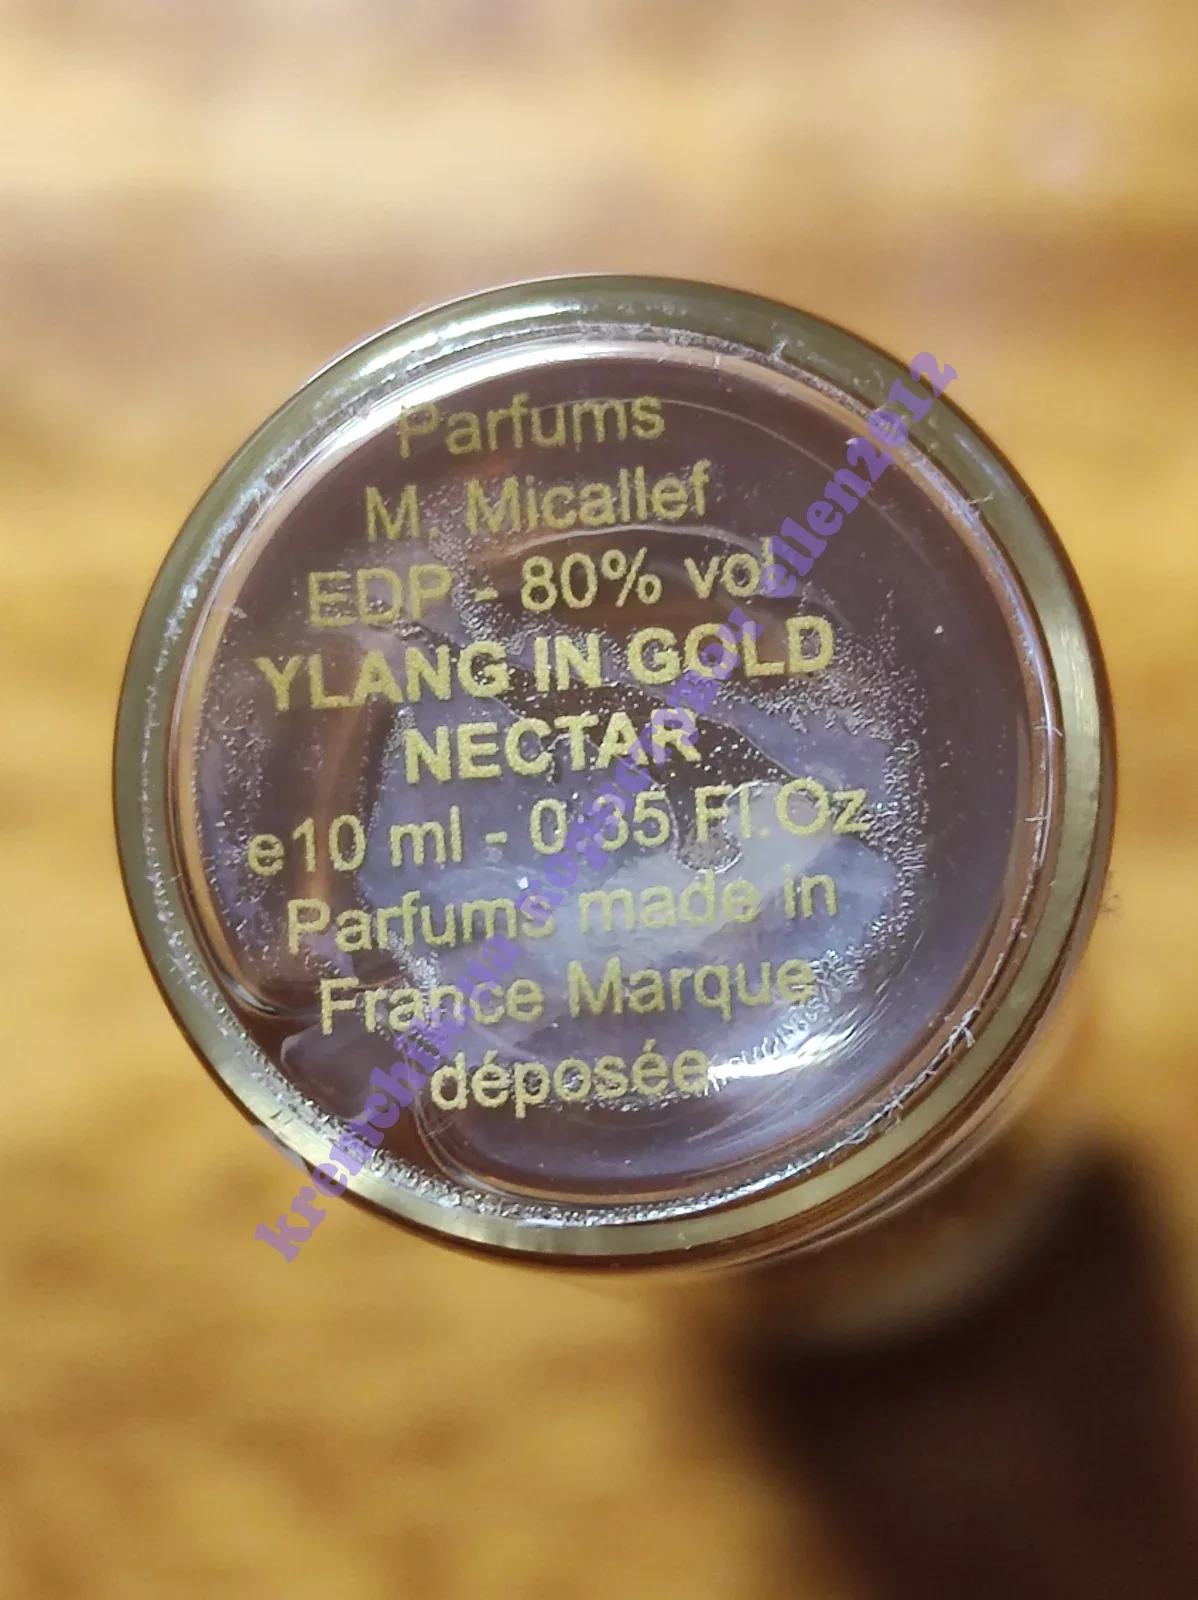 Parfums
M. Micallef
EDP - 80% vol
YLANG IN GOLD
NECTAR
e10 ml - 0.35 Fl.Oz
Parfums made in
France Marque
déposée
ellen2012